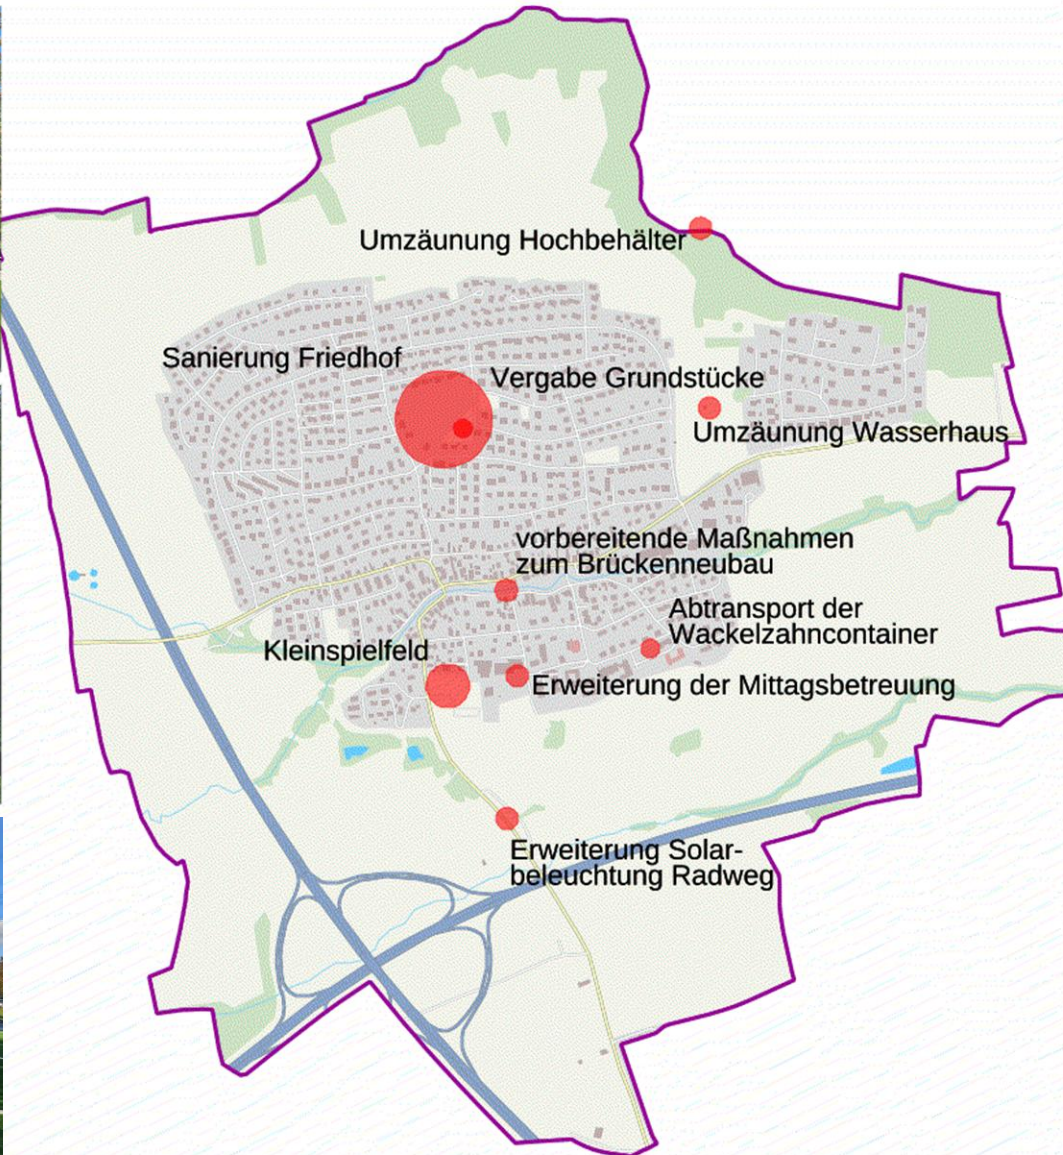 Umzäunung Hochbehälter
Sanierung Friedhof
Vergabe Grundstücke
Umzäunung Wasserhaus
vorbereitende Maßnahmen
zum Brückenneubau
Abtransport der
Wackelzahncontainer
Kleinspielfeld
Erweiterung der Mittagsbetreuung
Erweiterung Solar-
beleuchtung Radweg